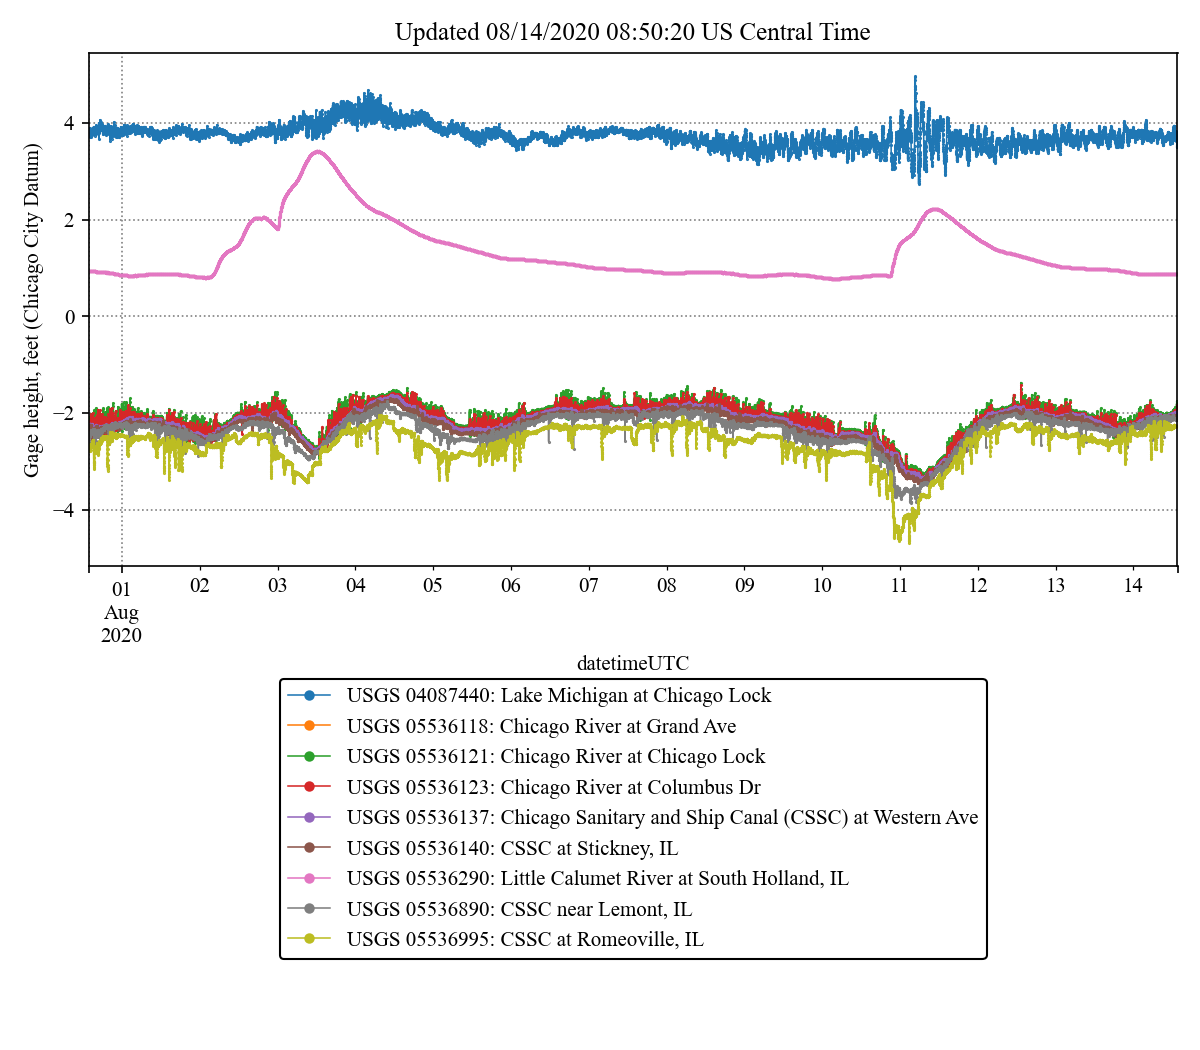 Updated 08/14/2020 08:50:20 US Central Time
Gage height, feet (Chicago City Datum)
4
2
0
−2
−4
01 02 03 04 05 06 07 08 09 10 11 12 13 14
Aug
2020
datetimeUTC
USGS 04087440: Lake Michigan at Chicago Lock
USGS 05536118: Chicago River at Grand Ave
USGS 05536121: Chicago River at Chicago Lock
USGS 05536123: Chicago River at Columbus Dr
USGS 05536137: Chicago Sanitary and Ship Canal (CSSC) at Western Ave
USGS 05536140: CSSC at Stickney, IL
USGS 05536290: Little Calumet River at South Holland, IL
USGS 05536890: CSSC near Lemont, IL
USGS 05536995: CSSC at Romeoville, IL